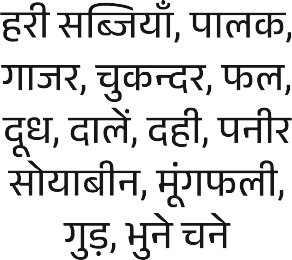 हरी सब्जियाँ, पालक,
गाजर, चुकन्दर, फल,
दूध, दालें, दही, पनीर
सोयाबीन, मूंगफली,
गुड़, भुने चने